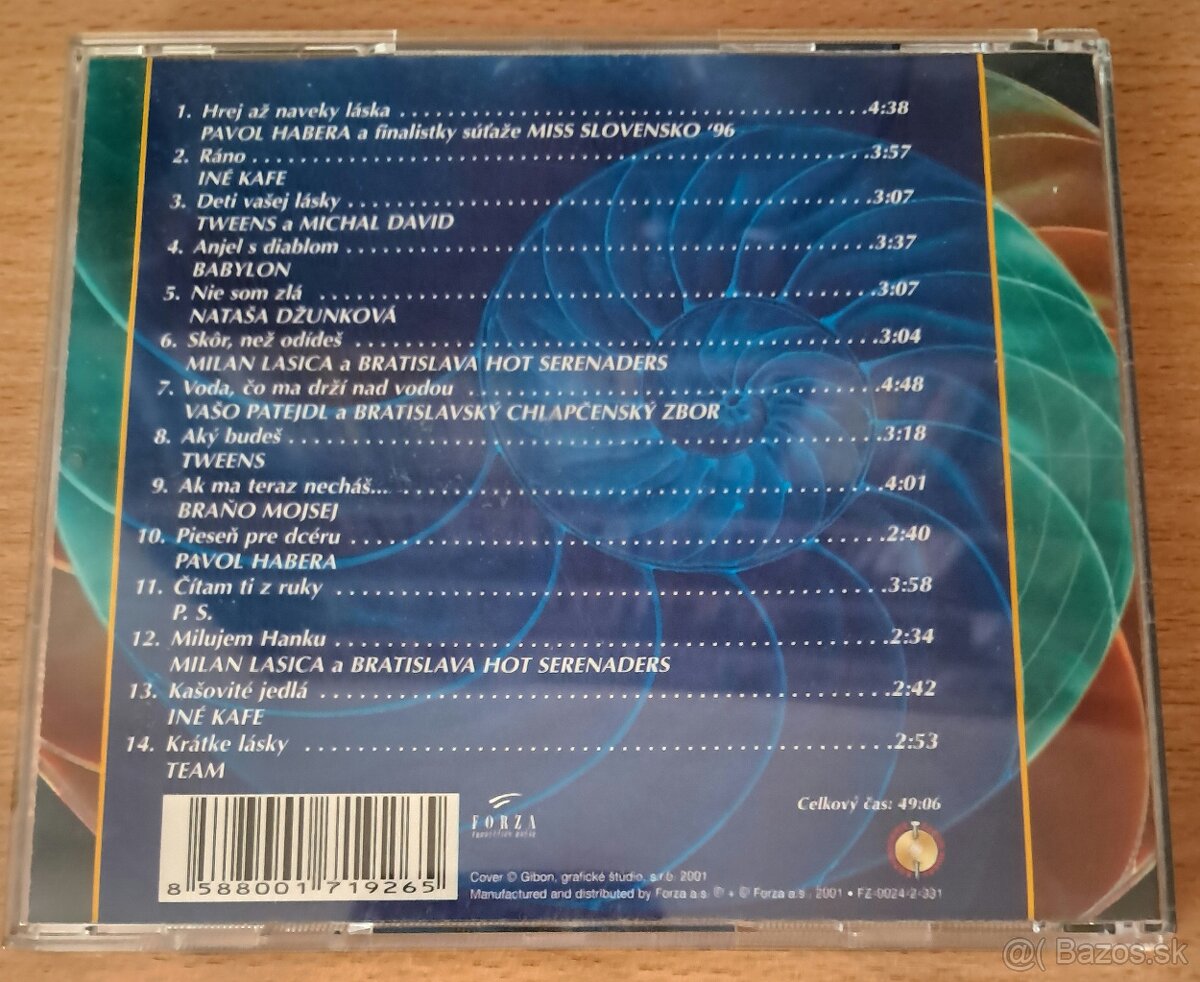 1. Hrej až naveky láska ........................................4:38
PAVOL HABERA a finalistky súťaže MISS SLOVENSKO '96
2. Ráno ........................................3:57
INÉ KAFE
3. Deti vašej lásky ........................................3:07
TWEENS a MICHAL DAVID
4. Anjel s diablom ........................................3:37
BABYLON
5. Nie som zlá ........................................3:07
NATAŠA DŽUNKOVÁ
6. Skôr, než odídeš ........................................3:04
MILAN LASICA a BRATISLAVA HOT SERENADERS
7. Voda, čo ma drží nad vodou ........................................4:48
VAŠO PATEJDL a BRATISLAVSKÝ CHLAPČENSKÝ ZBOR
8. Aký budeš ........................................3:18
TWEENS
9. Ak ma teraz necháš... ........................................4:01
BRAŇO MOJSEJ
10. Pieseň pre dcéru ........................................2:40
PAVOL HABERA
11. Čítam ti z ruky ........................................3:58
P. S.
12. Milujem Hanku ........................................2:34
MILAN LASICA a BRATISLAVA HOT SERENADERS
13. Kašovité jedlá ........................................2:42
INÉ KAFE
14. Krátke lásky ........................................2:53
TEAM
Celkový čas: 49:06
FORZA
Cover © Gibon, grafické štúdio, s.r.o. 2001
Manufactured and distributed by Forza a.s. ℗ + © Forza a.s., 2001 • FZ-0024-2-331
8 588001 719265
@( Bazos.sk